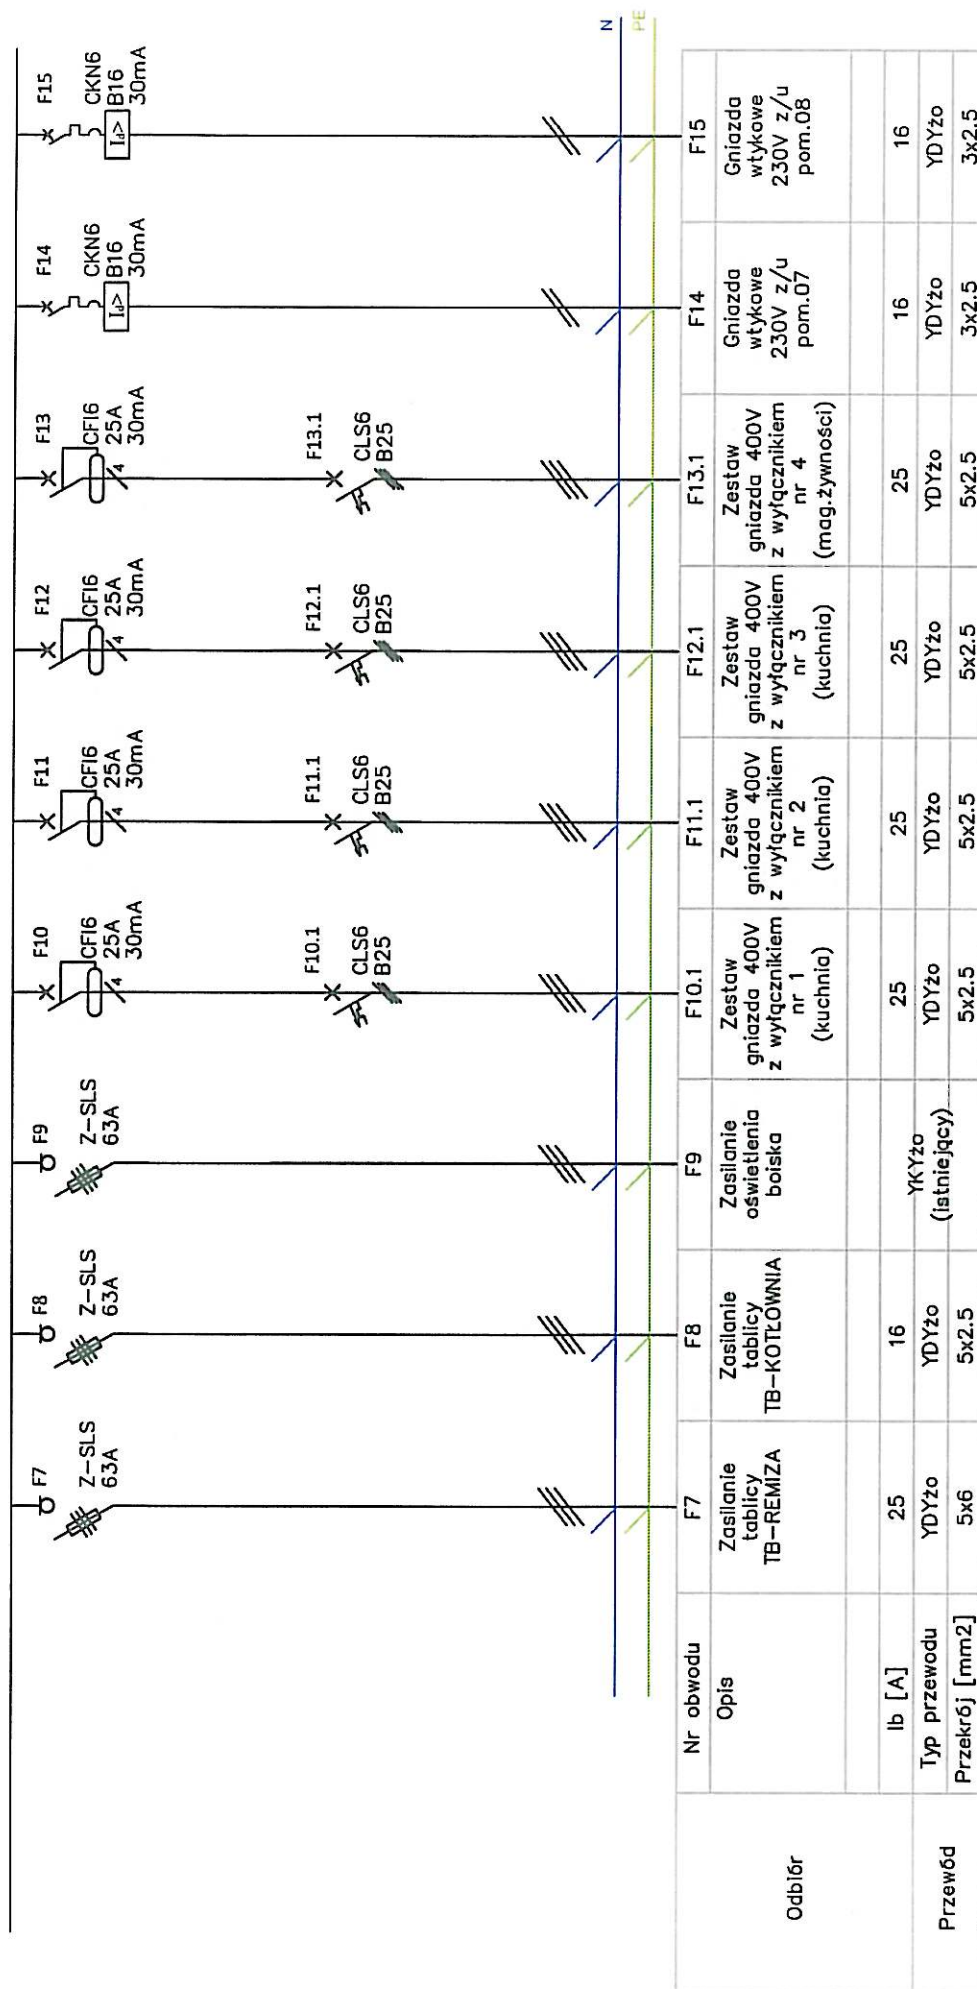 F7
Z-SLS
63A
F8
Z-SLS
63A
F9
Z-SLS
63A
F10
CFI6
25A
30mA
F10.1
CLS6
B25
F11
CFI6
25A
30mA
F11.1
CLS6
B25
F12
CFI6
25A
30mA
F12.1
CLS6
B25
F13
CFI6
25A
30mA
F13.1
CLS6
B25
F14
CKN6
B16
30mA
I∆>
F15
CKN6
B16
30mA
I∆>
4
4
4
4
N
PE
Odbiór
Nr obwodu
F7
F8
F9
F10.1
F11.1
F12.1
F13.1
F14
F15
Opis
Zasilanie
tablicy
TB-REMIZA
Zasilanie
tablicy
TB-KOTŁOWNIA
Zasilanie
oświetlenia
boiska
Zestaw
gniazda 400V
z wyłącznikiem
nr 1
(kuchnia)
Zestaw
gniazda 400V
z wyłącznikiem
nr 2
(kuchnia)
Zestaw
gniazda 400V
z wyłącznikiem
nr 3
(kuchnia)
Zestaw
gniazda 400V
z wyłącznikiem
nr 4
(mag.żywności)
Gniazda
wtykowe
230V z/u
pom.07
Gniazda
wtykowe
230V z/u
pom.08
Ib [A]
25
16
25
25
25
25
16
16
Przewód
Typ przewodu
YDYżo
YDYżo
YKYżo
(istniejący)
YDYżo
YDYżo
YDYżo
YDYżo
YDYżo
YDYżo
Przekrój [mm2]
5x6
5x2.5
5x2.5
5x2.5
5x2.5
5x2.5
3x2.5
3x2.5